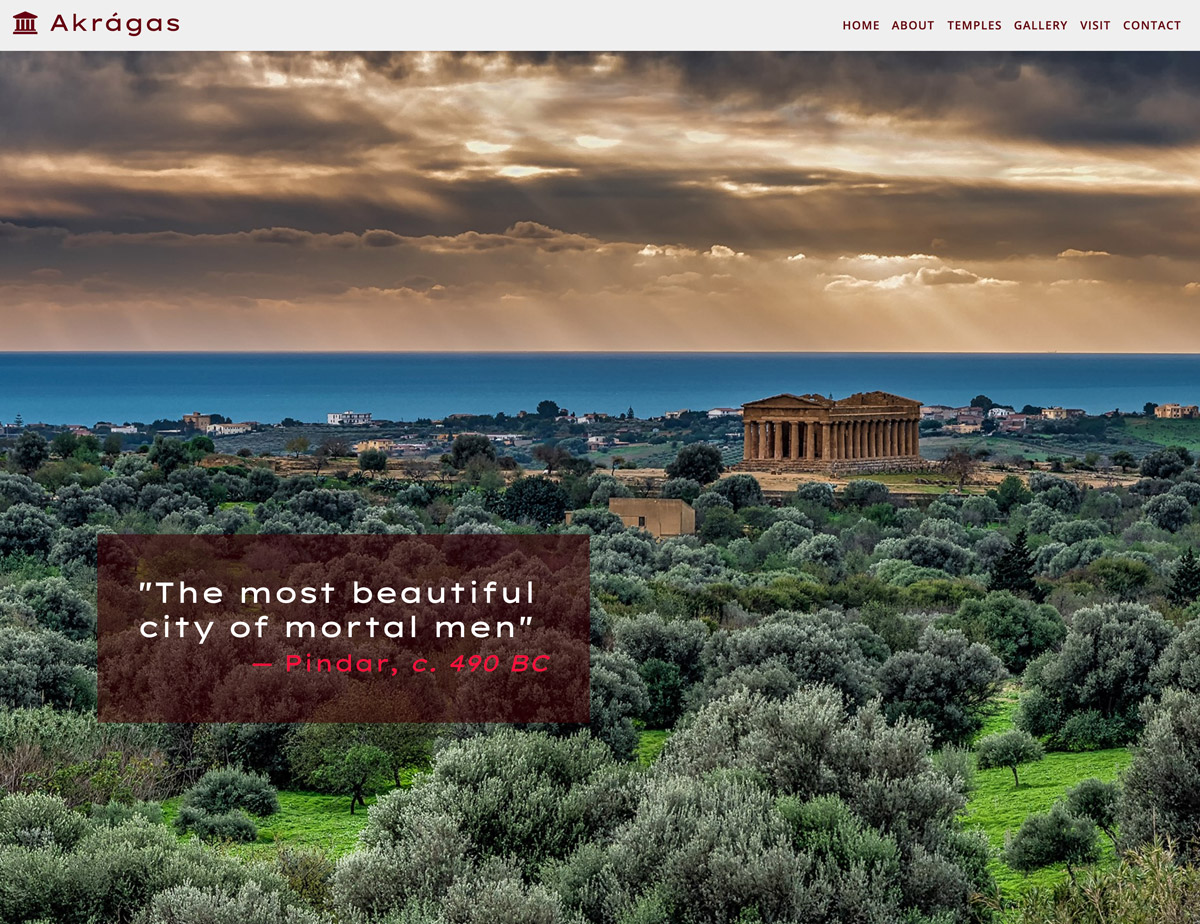 Akrágas
HOME ABOUT TEMPLES GALLERY VISIT CONTACT
"The most beautiful
city of mortal men"
— Pindar, c. 490 BC